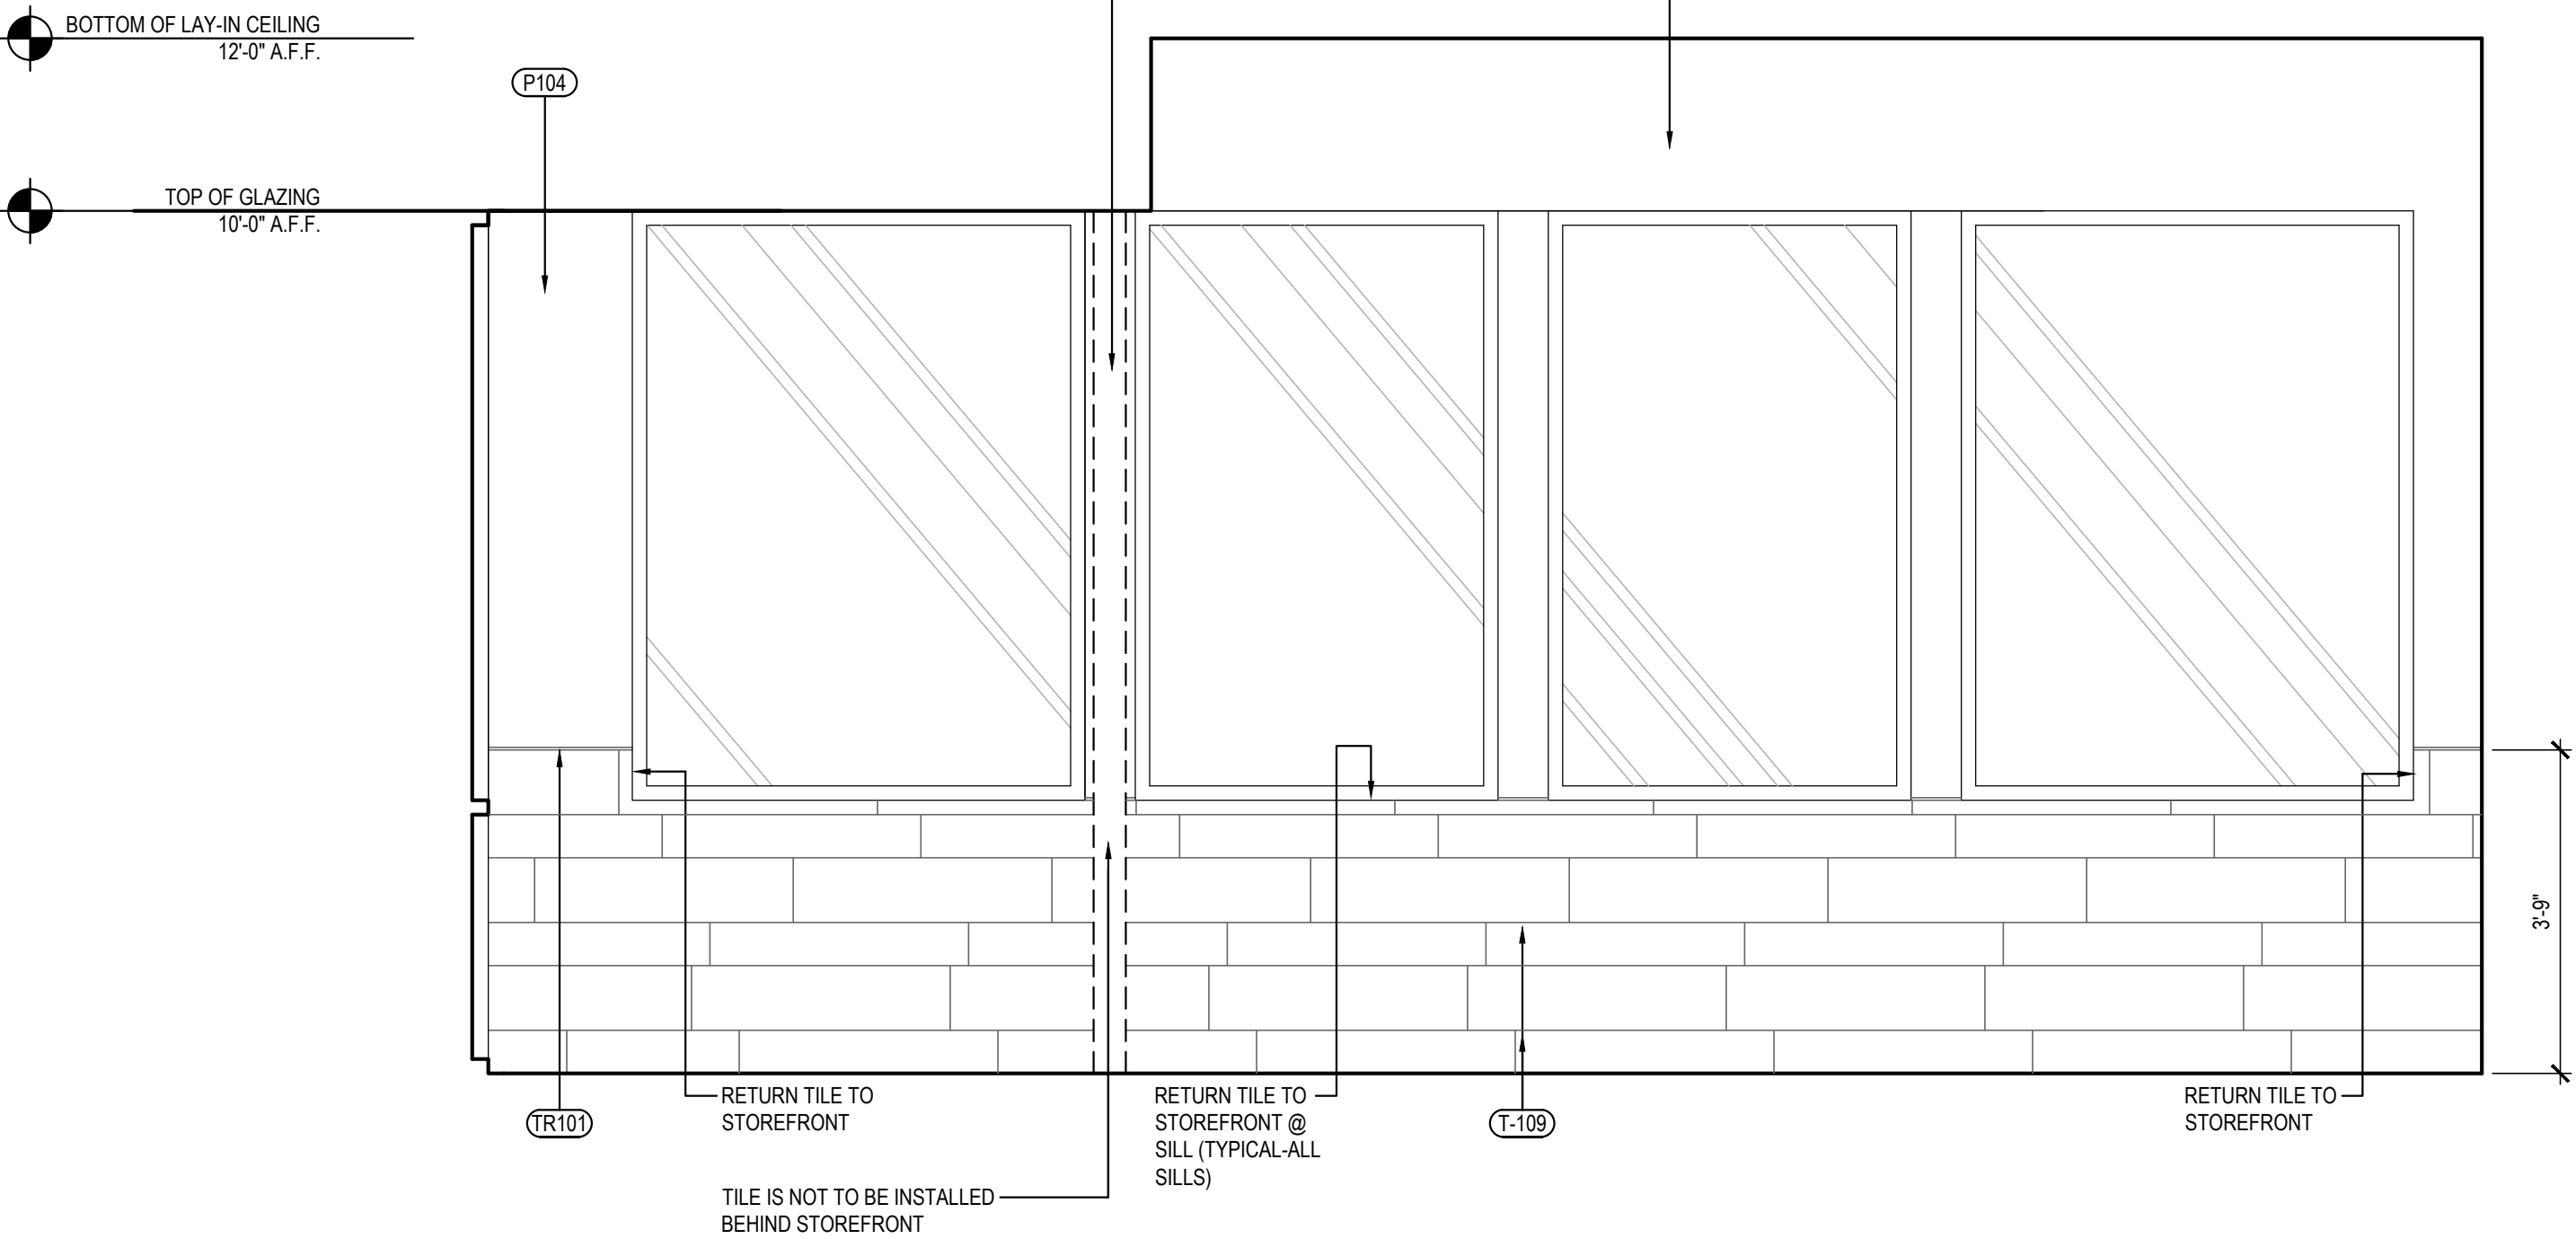 BOTTOM OF LAY-IN CEILING
12'-0" A.F.F.
P104
TOP OF GLAZING
10'-0" A.F.F.
3'-9"
TR101
RETURN TILE TO
STOREFRONT
RETURN TILE TO
STOREFRONT @
SILL (TYPICAL-ALL
SILLS)
T-109
RETURN TILE TO
STOREFRONT
TILE IS NOT TO BE INSTALLED
BEHIND STOREFRONT